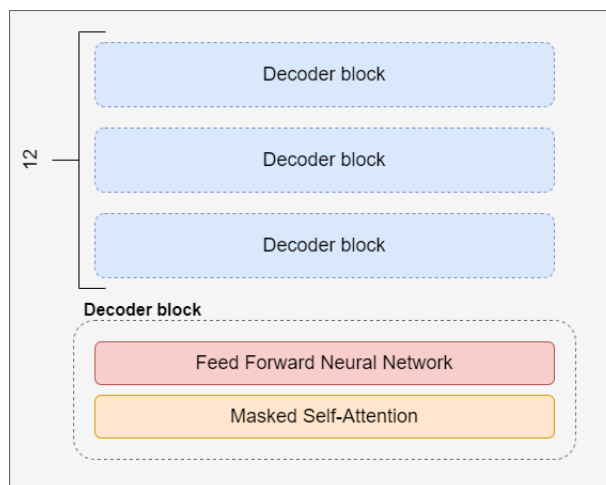 Decoder block
12
Decoder block
Decoder block
Decoder block
Feed Forward Neural Network
Masked Self-Attention